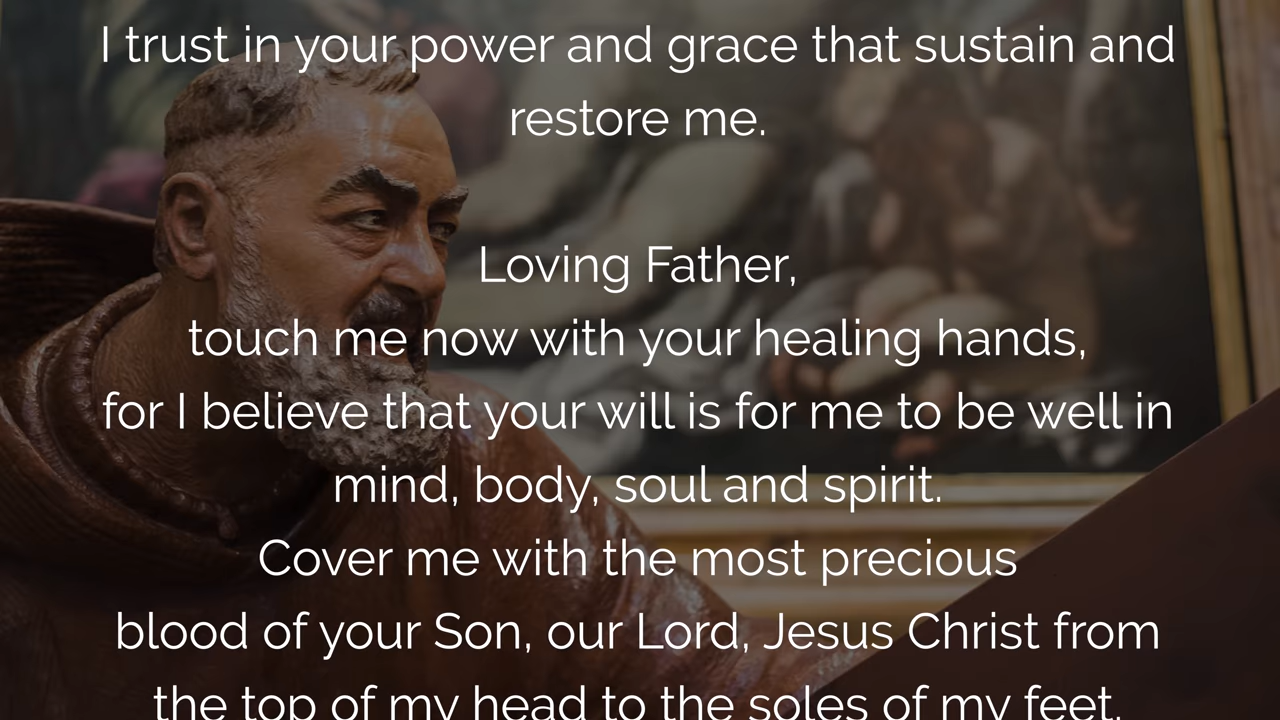 I trust in your power and grace that sustain and
restore me.
Loving Father,
touch me now with your healing hands,
for I believe that your will is for me to be well in
mind, body, soul and spirit.
Cover me with the most precious
blood of your Son, our Lord, Jesus Christ from
the top of my head to the soles of my feet.